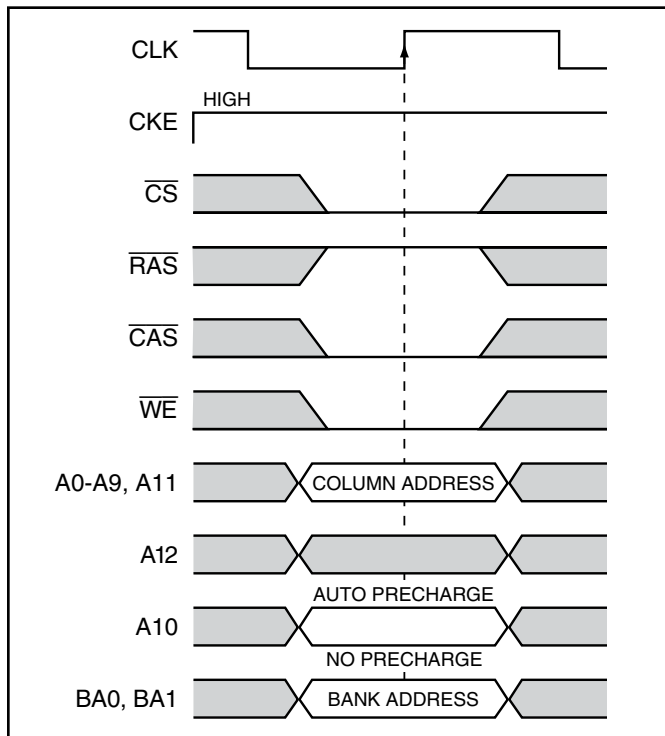 CLK
HIGH
CKE
CS
RAS
CAS
WE
A0-A9, A11 COLUMN ADDRESS
A12
AUTO PRECHARGE
A10
NO PRECHARGE
BA0, BA1 BANK ADDRESS